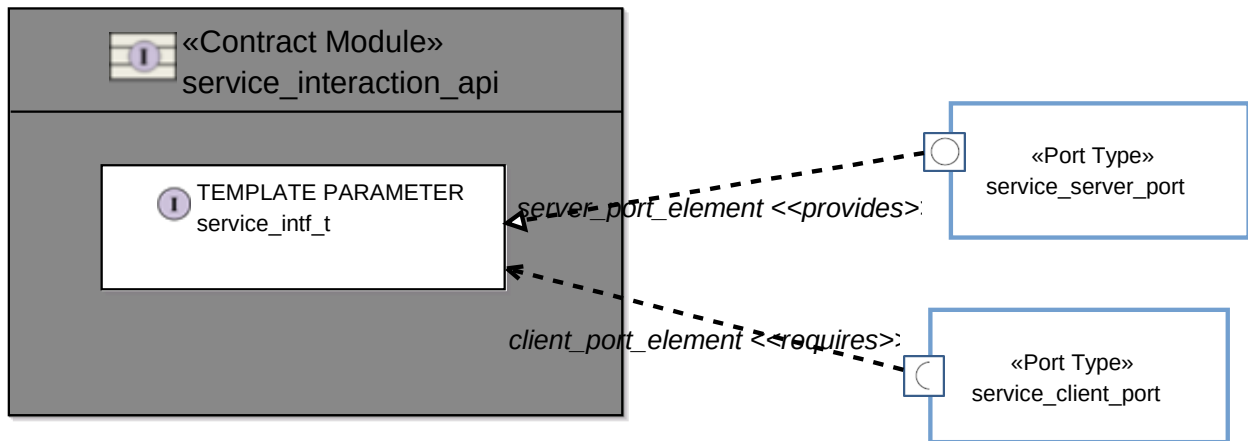 «Contract Module»
service_interaction_api
I
TEMPLATE PARAMETER
service_intf_t
I
server_port_element <<provides>>
client_port_element <<requires>>
«Port Type»
service_server_port
«Port Type»
service_client_port